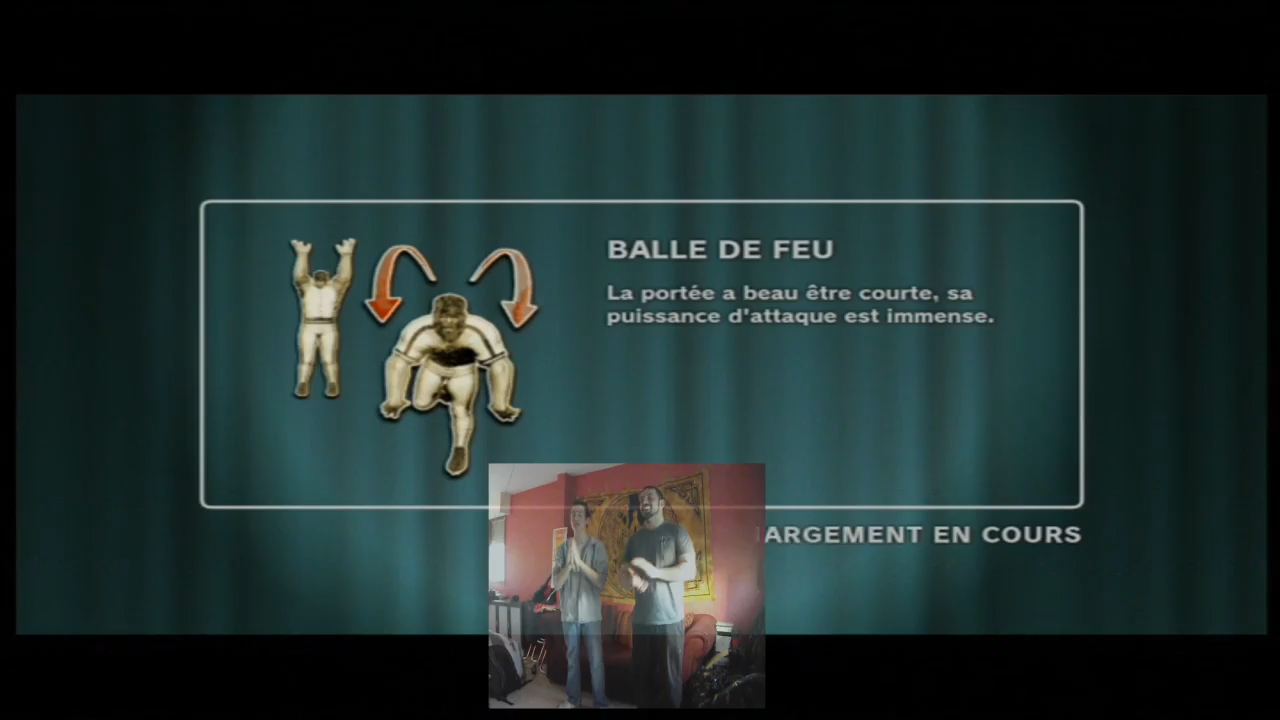 BALLE DE FEU
La portée a beau être courte, sa
puissance d'attaque est immense.
ARGEMENT EN COURS